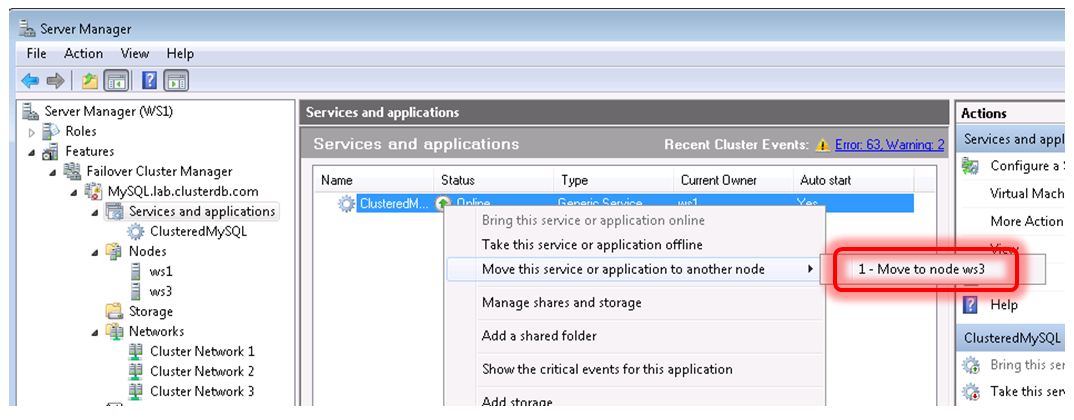 Server Manager
File Action View Help
Server Manager (WS1)
Roles
Features
Failover Cluster Manager
MySQL.lab.clusterdb.com
Services and applications
ClusteredMySQL
Nodes
ws1
ws3
Storage
Networks
Cluster Network 1
Cluster Network 2
Cluster Network 3
Services and applications
Services and applications Recent Cluster Events: Error: 63, Warning: 2
Name Status Type Current Owner Auto start
ClusteredM... Online Generic Service ws1 Yes
Bring this service or application online
Take this service or application offline
Move this service or application to another node
1 - Move to node ws3
Manage shares and storage
Add a shared folder
Show the critical events for this application
Add storage
Actions
Services and appl
Configure a S
Virtual Mach
More Action
View
Help
ClusteredMySQL
Bring this ser
Take this serv